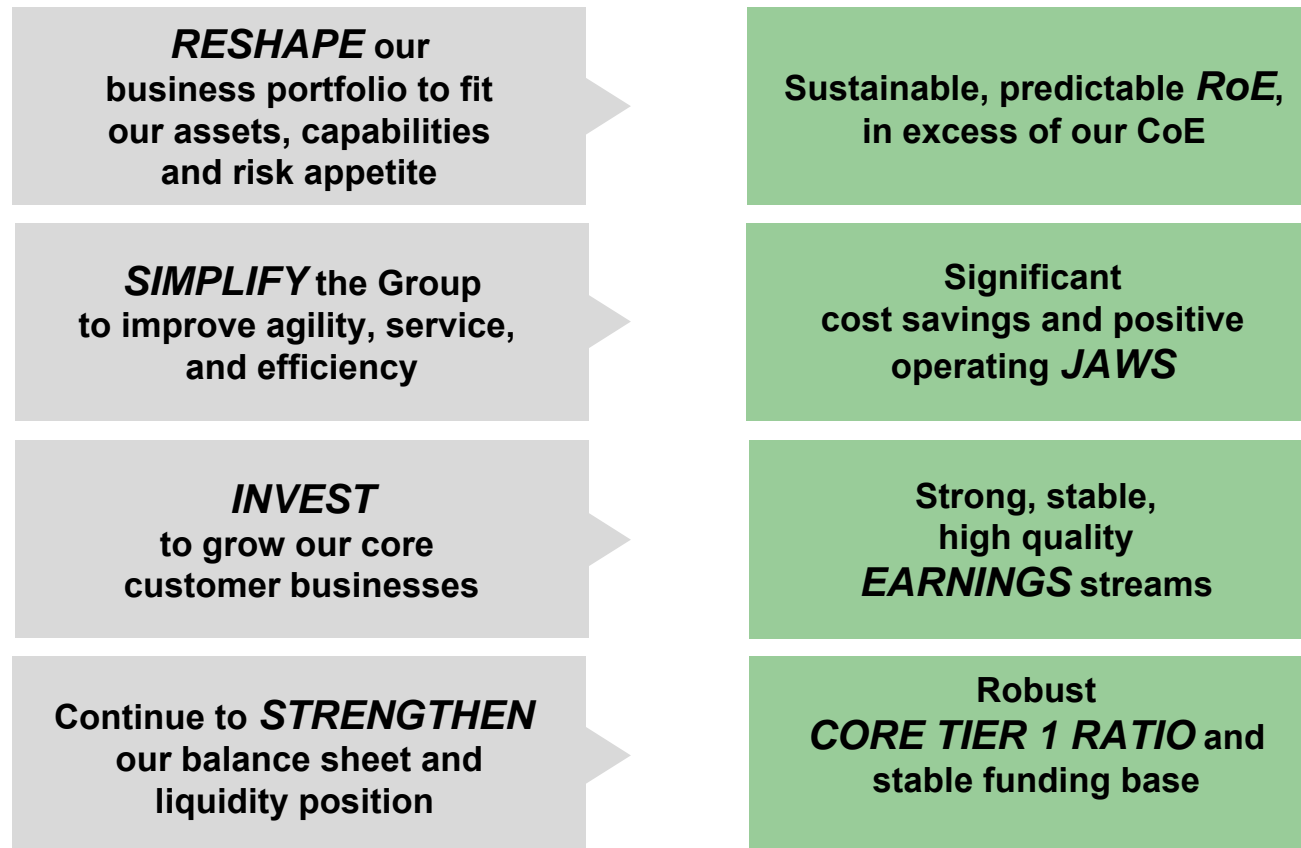 RESHAPE our
business portfolio to fit
our assets, capabilities
and risk appetite
Sustainable, predictable RoE,
in excess of our CoE
SIMPLIFY the Group
to improve agility, service,
and efficiency
Significant
cost savings and positive
operating JAWS
INVEST
to grow our core
customer businesses
Strong, stable,
high quality
EARNINGS streams
Continue to STRENGTHEN
our balance sheet and
liquidity position
Robust
CORE TIER 1 RATIO and
stable funding base